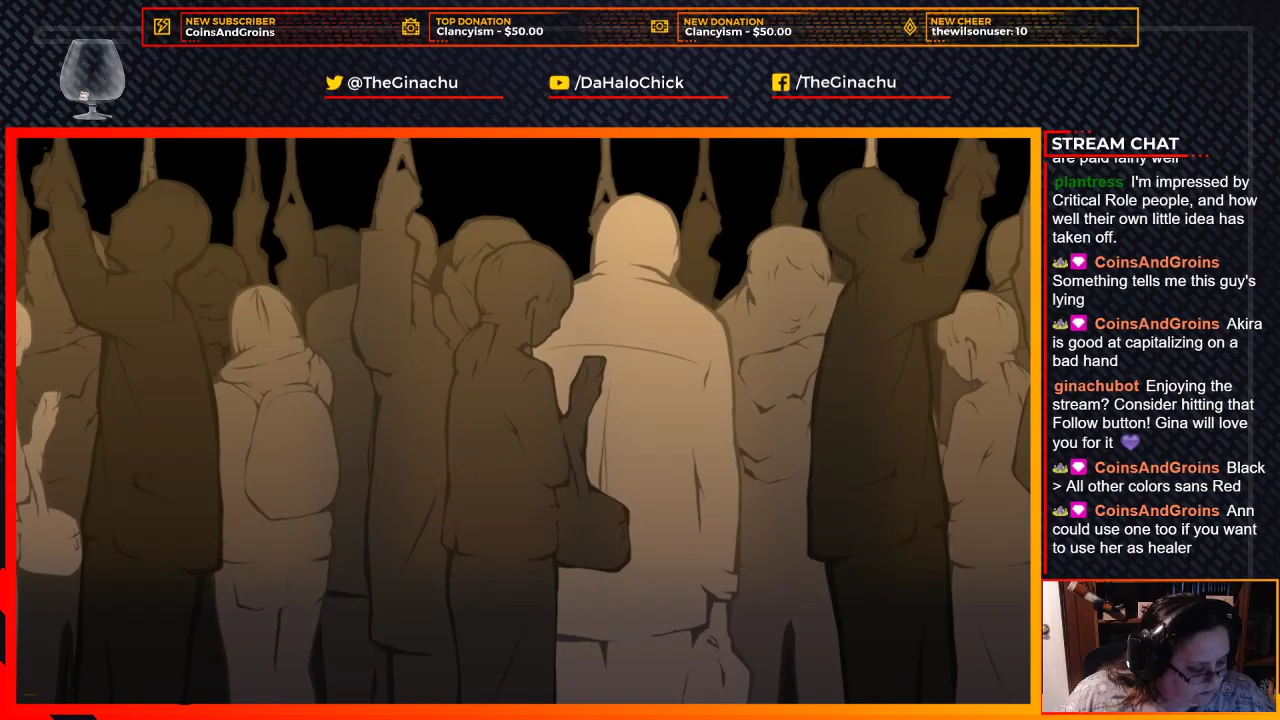 NEW SUBSCRIBER
CoinsAndGroins
TOP DONATION
Clancyism ~ $50.00
NEW DONATION
Clancyism ~ $50.00
NEW CHEER
thewilsonuser: 10
@TheGinachu
/DaHaloChick
/TheGinachu
STREAM CHAT
are paid fairly well
plantress I'm impressed by
Critical Role people, and how
well their own little idea has
taken off.
CoinsAndGroins
Something tells me this guy's
lying
CoinsAndGroins Akira
is good at capitalizing on a
bad hand
ginachubot Enjoying the
stream? Consider hitting that
Follow button! Gina will love
you for it
CoinsAndGroins Black
> All other colors sans Red
CoinsAndGroins Ann
could use one too if you want
to use her as healer